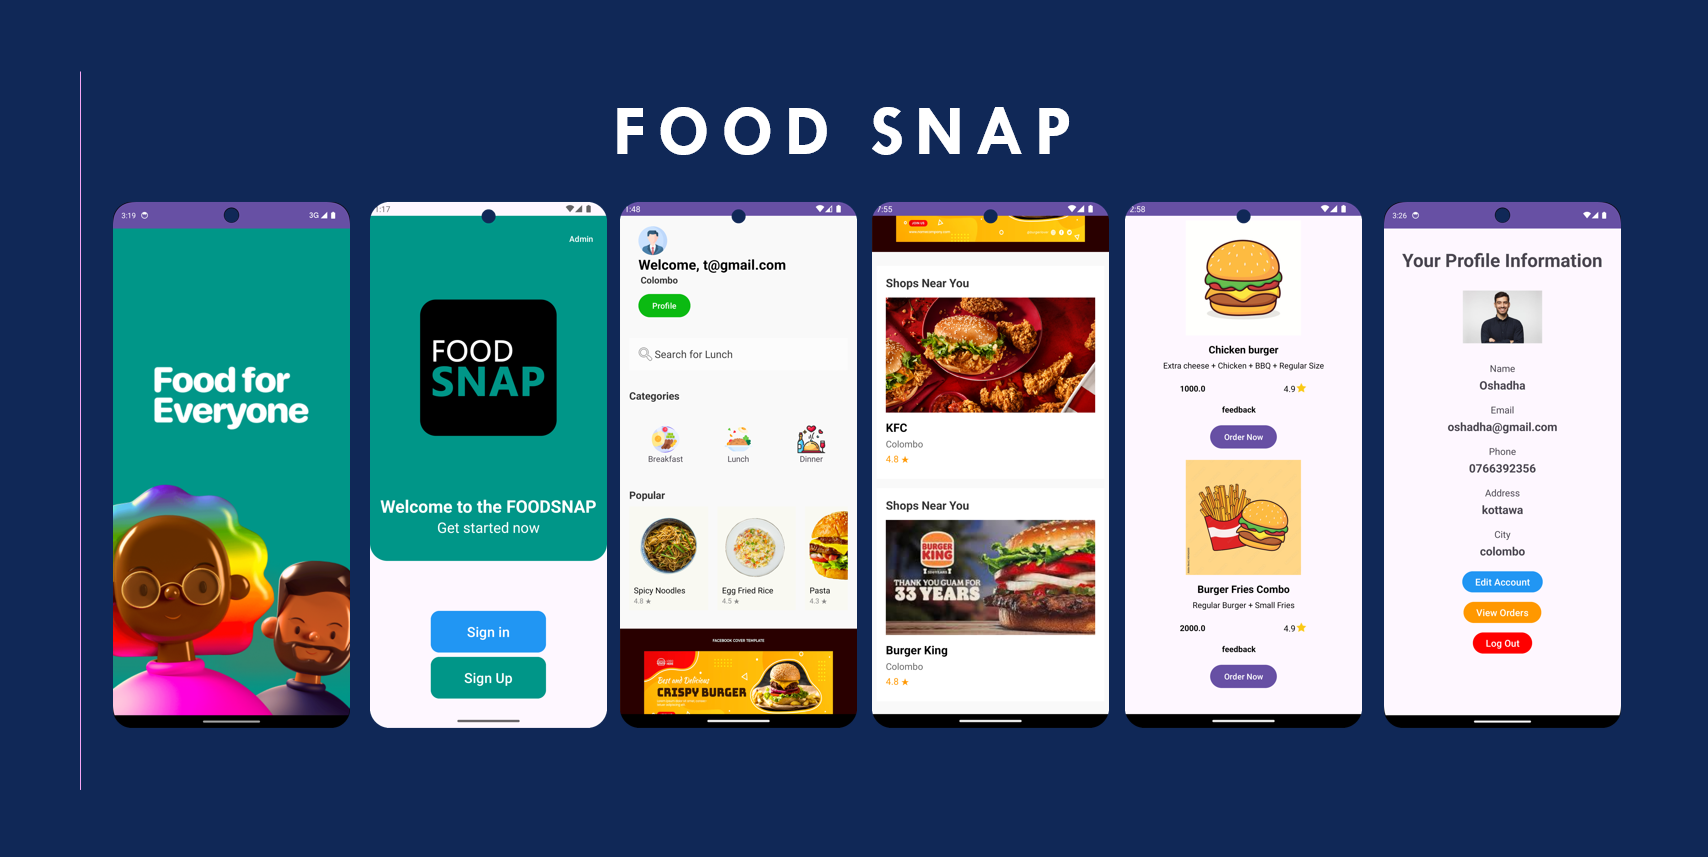 FOOD SNAP
3:19
3G
Food for
Everyone
1:17
Admin
FOOD
SNAP
Welcome to the FOODSNAP
Get started now
Sign in
Sign Up
1:48
Welcome, t@gmail.com
Colombo
Profile
Search for Lunch
Categories
Breakfast
Lunch
Dinner
Popular
Spicy Noodles
4.8 ★
Egg Fried Rice
4.5 ★
Pasta
4.3 ★
FACEBOOK COVER TEMPLATE
Best and Delicious
CRISPY BURGER
7:55
JOIN US
Shops Near You
KFC
Colombo
4.8 ★
Shops Near You
BURGER
KING
THANK YOU GUAM FOR
33 YEARS
Burger King
Colombo
4.8 ★
2:58
Chicken burger
Extra cheese + Chicken + BBQ + Regular Size
1000.0
4.9
feedback
Order Now
Burger Fries Combo
Regular Burger + Small Fries
2000.0
4.9
feedback
Order Now
3:26
Your Profile Information
Name
Oshadha
Email
oshadha@gmail.com
Phone
0766392356
Address
kottawa
City
colombo
Edit Account
View Orders
Log Out